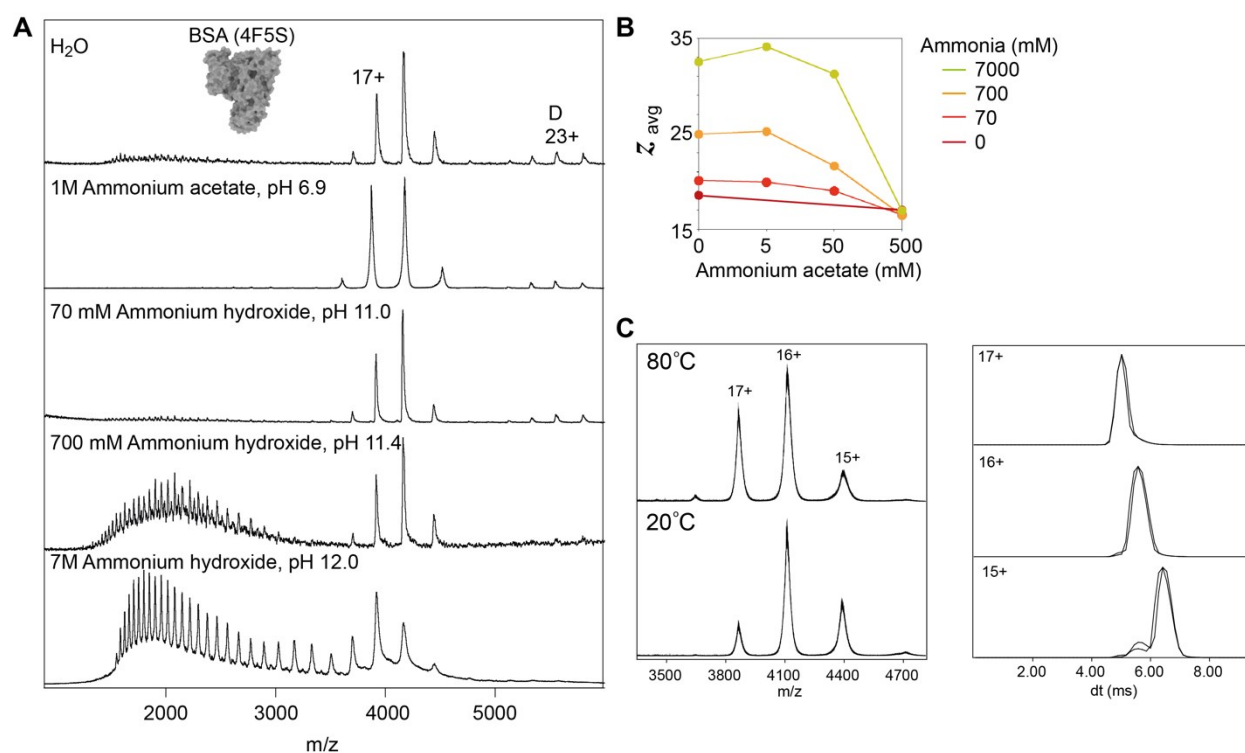 A
H₂O
BSA (4F5S)
17+
D
23+
1M Ammonium acetate, pH 6.9
70 mM Ammonium hydroxide, pH 11.0
700 mM Ammonium hydroxide, pH 11.4
7M Ammonium hydroxide, pH 12.0
2000 3000 4000 5000
m/z
B
35
25
15
z avg
0 5 50 500
Ammonium acetate (mM)
Ammonia (mM)
7000
700
70
0
C
80°C
17+
16+
15+
20°C
3500 3800 4100 4400 4700
m/z
17+
16+
15+
2.00 4.00 6.00 8.00
dt (ms)